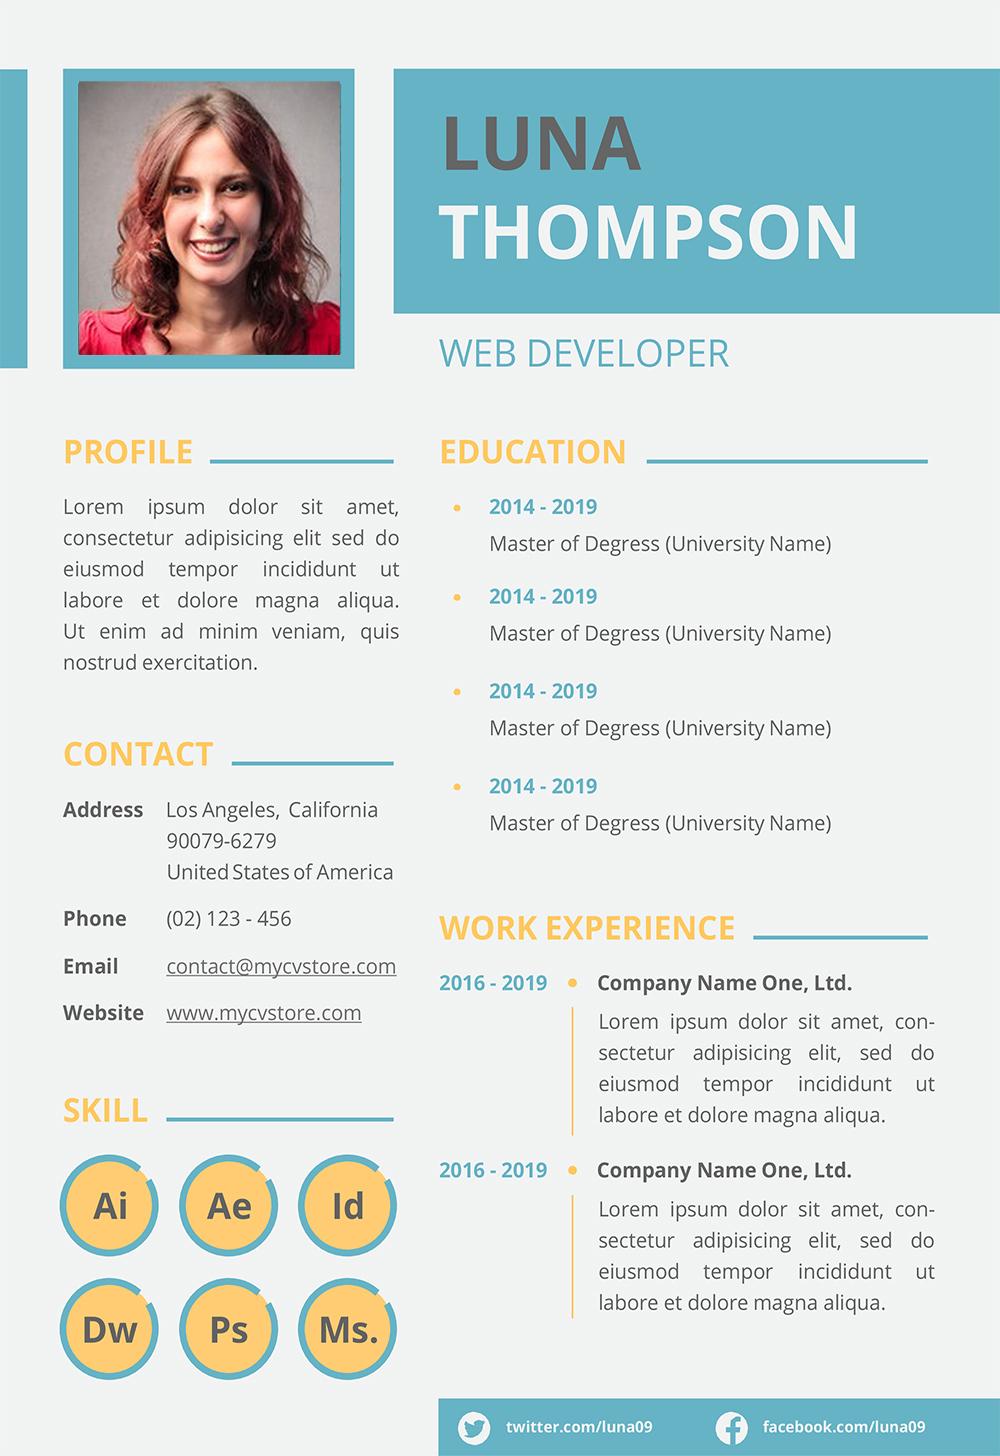 LUNA
THOMPSON
WEB DEVELOPER
PROFILE
Lorem ipsum dolor sit amet,
consectetur adipisicing elit sed do
eiusmod tempor incididunt ut
labore et dolore magna aliqua.
Ut enim ad minim veniam, quis
nostrud exercitation.
CONTACT
Address Los Angeles, California
90079-6279
United States of America
Phone (02) 123 - 456
Email contact@mycvstore.com
Website www.mycvstore.com
SKILL
Ai Ae Id
Dw Ps Ms.
EDUCATION
• 2014 - 2019
Master of Degress (University Name)
• 2014 - 2019
Master of Degress (University Name)
• 2014 - 2019
Master of Degress (University Name)
• 2014 - 2019
Master of Degress (University Name)
WORK EXPERIENCE
2016 - 2019 • Company Name One, Ltd.
Lorem ipsum dolor sit amet, con-
sectetur adipisicing elit, sed do
eiusmod tempor incididunt ut
labore et dolore magna aliqua.
2016 - 2019 • Company Name One, Ltd.
Lorem ipsum dolor sit amet, con-
sectetur adipisicing elit, sed do
eiusmod tempor incididunt ut
labore et dolore magna aliqua.
twitter.com/luna09 facebook.com/luna09